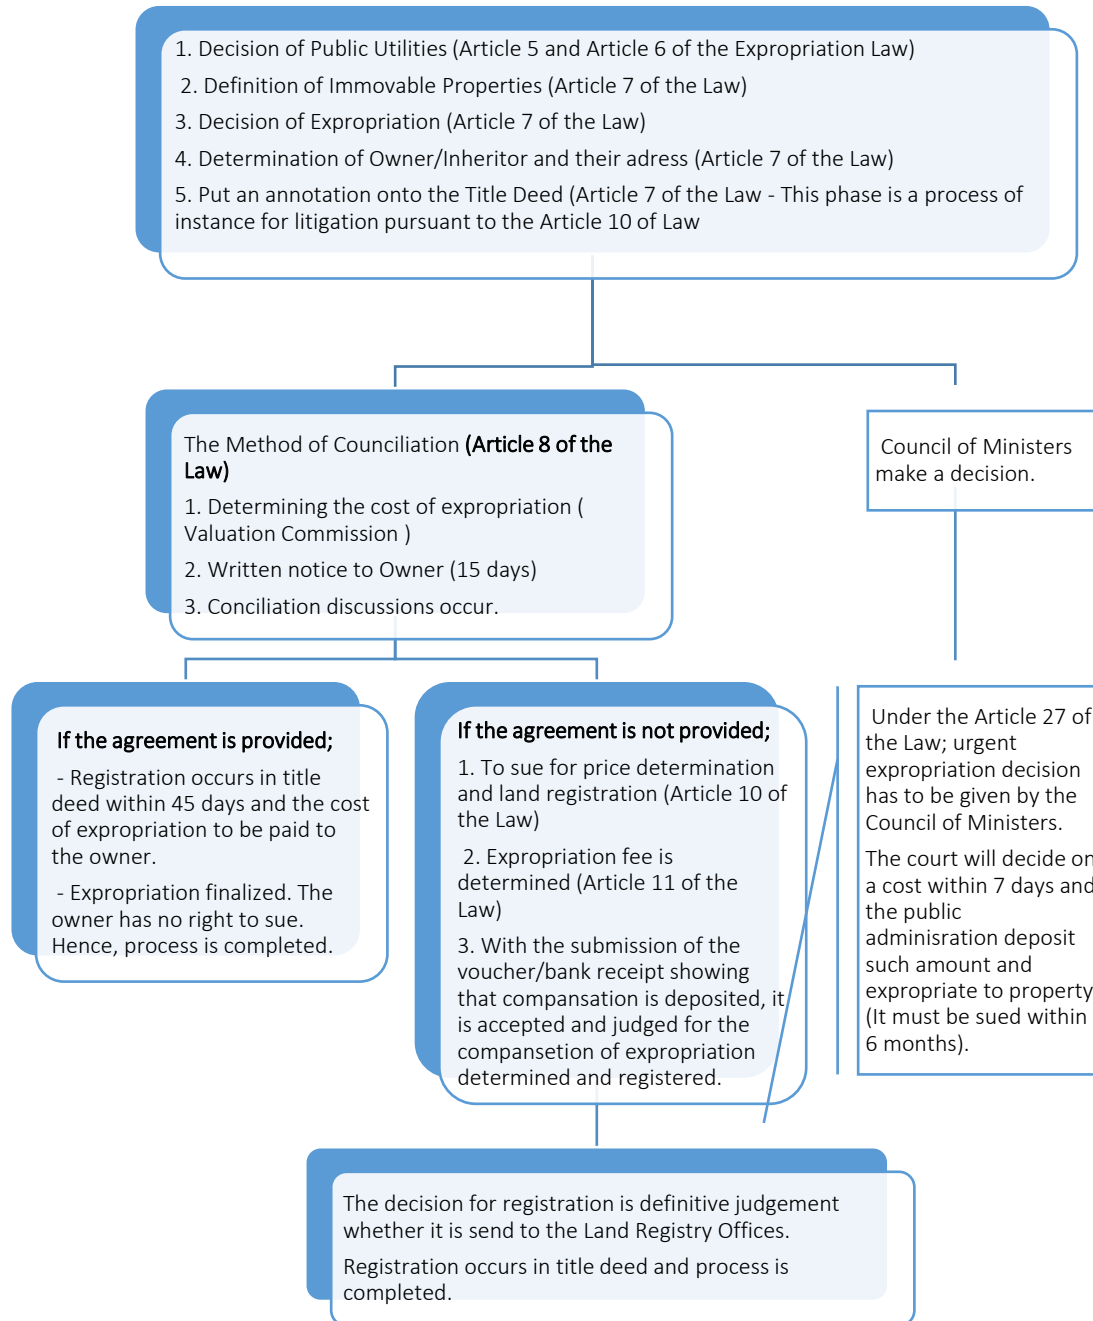 1. Decision of Public Utilities (Article 5 and Article 6 of the Expropriation Law)
2. Definition of Immovable Properties (Article 7 of the Law)
3. Decision of Expropriation (Article 7 of the Law)
4. Determination of Owner/Inheritor and their adress (Article 7 of the Law)
5. Put an annotation onto the Title Deed (Article 7 of the Law - This phase is a process of
instance for litigation pursuant to the Article 10 of Law
The Method of Counciliation (Article 8 of the
Law)
1. Determining the cost of expropriation (
Valuation Commission )
2. Written notice to Owner (15 days)
3. Conciliation discussions occur.
Council of Ministers
make a decision.
If the agreement is provided;
- Registration occurs in title
deed within 45 days and the cost
of expropriation to be paid to
the owner.
- Expropriation finalized. The
owner has no right to sue.
Hence, process is completed.
If the agreement is not provided;
1. To sue for price determination
and land registration (Article 10 of
the Law)
2. Expropriation fee is
determined (Article 11 of the
Law)
3. With the submission of the
voucher/bank receipt showing
that compansation is deposited, it
is accepted and judged for the
compansetion of expropriation
determined and registered.
Under the Article 27 of
the Law; urgent
expropriation decision
has to be given by the
Council of Ministers.
The court will decide on
a cost within 7 days and
the public
adminisration deposit
such amount and
expropriate to property
(It must be sued within
6 months).
The decision for registration is definitive judgement
whether it is send to the Land Registry Offices.
Registration occurs in title deed and process is
completed.